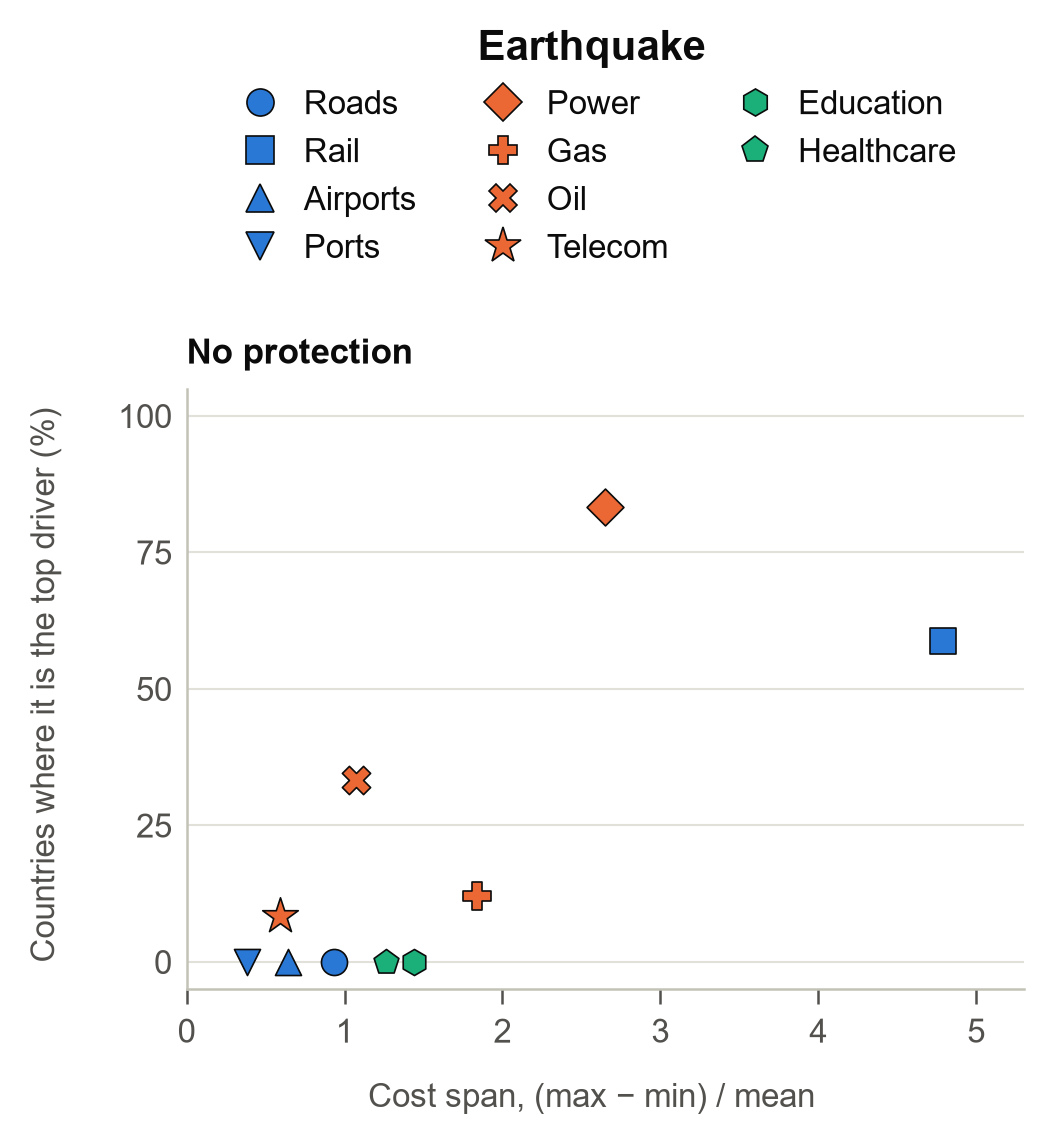 Earthquake
Roads
Power
Education
Rail
Gas
Healthcare
Airports
Oil
Ports
Telecom
No protection
Countries where it is the top driver (%)
100
75
50
25
0
0 1 2 3 4 5
Cost span, (max − min) / mean